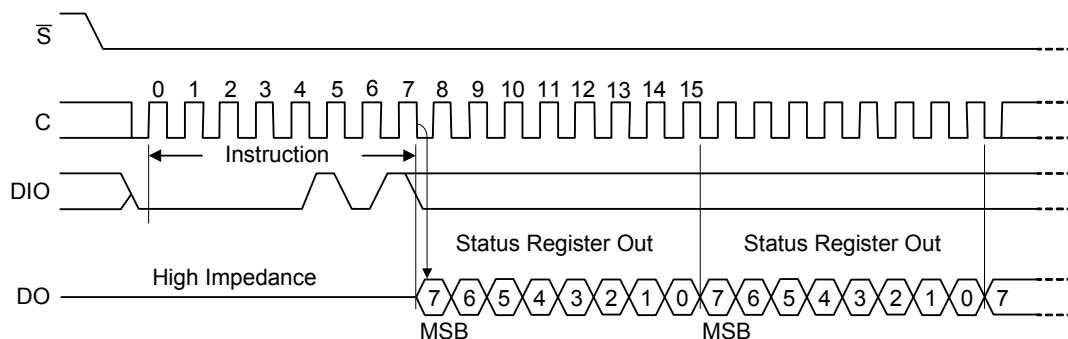 S
0 1 2 3 4 5 6 7 8 9 10 11 12 13 14 15
C
Instruction
DIO
Status Register Out Status Register Out
High Impedance
DO 7 6 5 4 3 2 1 0 7 6 5 4 3 2 1 0 7
MSB MSB